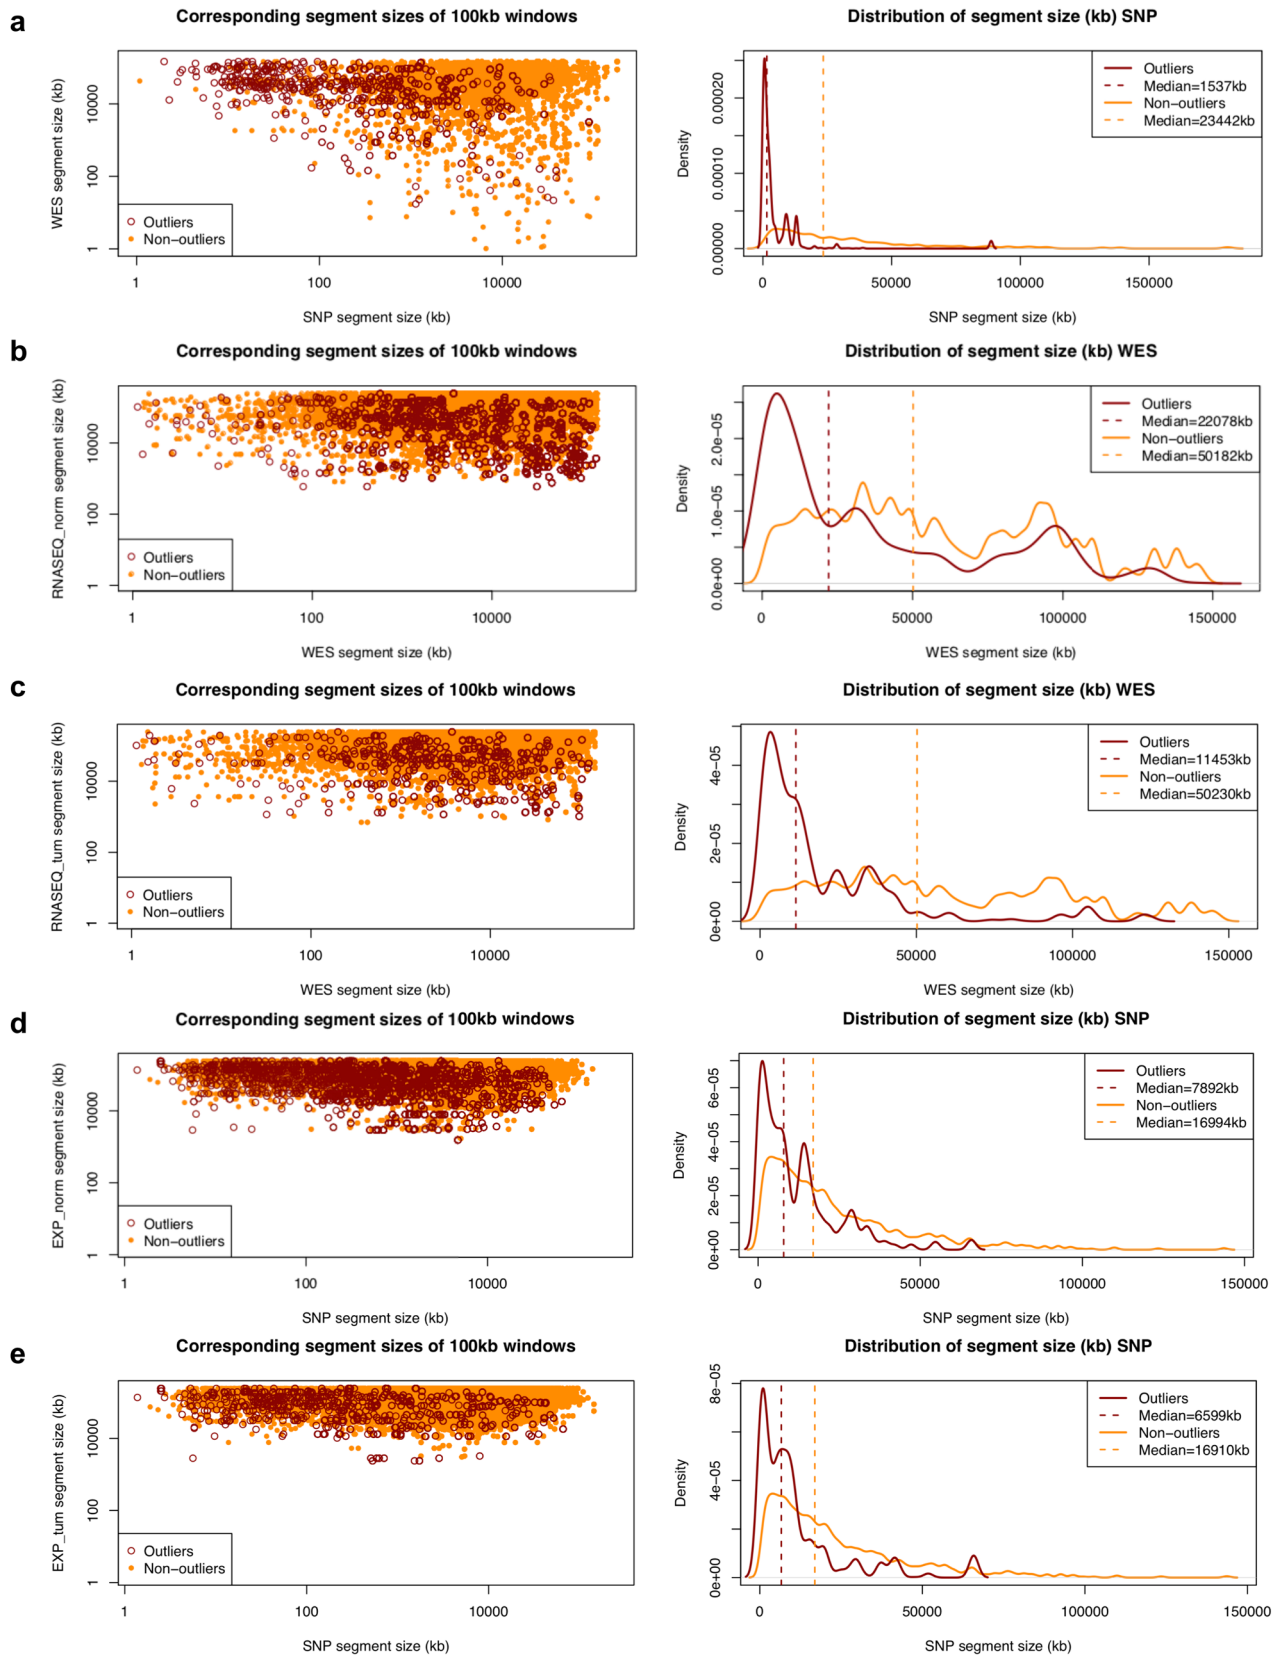 a
Corresponding segment sizes of 100kb windows
WES segment size (kb)
10000
100
1
Outliers
Non−outliers
1
100
10000
SNP segment size (kb)
Distribution of segment size (kb) SNP
Density
0.00020
0.00010
0.00000
Outliers
Median=1537kb
Non−outliers
Median=23442kb
0
50000
100000
150000
SNP segment size (kb)
b
Corresponding segment sizes of 100kb windows
RNASEQ_norm segment size (kb)
10000
100
1
Outliers
Non−outliers
1
100
10000
WES segment size (kb)
Distribution of segment size (kb) WES
Density
2.0e−05
1.0e−05
0.0e+00
Outliers
Median=22078kb
Non−outliers
Median=50182kb
0
50000
100000
150000
WES segment size (kb)
c
Corresponding segment sizes of 100kb windows
RNASEQ_tum segment size (kb)
10000
100
1
Outliers
Non−outliers
1
100
10000
WES segment size (kb)
Distribution of segment size (kb) WES
Density
4e−05
2e−05
0e+00
Outliers
Median=11453kb
Non−outliers
Median=50230kb
0
50000
100000
150000
WES segment size (kb)
d
Corresponding segment sizes of 100kb windows
EXP_norm segment size (kb)
10000
100
1
Outliers
Non−outliers
1
100
10000
SNP segment size (kb)
Distribution of segment size (kb) SNP
Density
6e−05
4e−05
2e−05
0e+00
Outliers
Median=7892kb
Non−outliers
Median=16994kb
0
50000
100000
150000
SNP segment size (kb)
e
Corresponding segment sizes of 100kb windows
EXP_tum segment size (kb)
10000
100
1
Outliers
Non−outliers
1
100
10000
SNP segment size (kb)
Distribution of segment size (kb) SNP
Density
8e−05
4e−05
0e+00
Outliers
Median=6599kb
Non−outliers
Median=16910kb
0
50000
100000
150000
SNP segment size (kb)